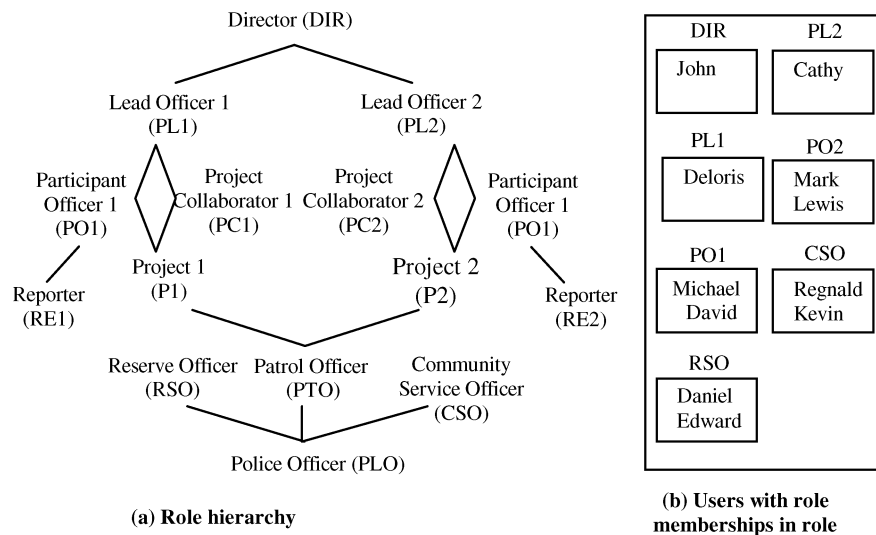 Director (DIR)
Lead Officer 1
(PL1)
Lead Officer 2
(PL2)
Participant
Officer 1
(PO1)
Project
Collaborator 1
(PC1)
Project
Collaborator 2
(PC2)
Participant
Officer 1
(PO1)
Project 1
(P1)
Project 2
(P2)
Reporter
(RE1)
Reporter
(RE2)
Reserve Officer
(RSO)
Patrol Officer
(PTO)
Community
Service Officer
(CSO)
Police Officer (PLO)
(a) Role hierarchy
DIR
John
PL2
Cathy
PL1
Deloris
PO2
Mark
Lewis
PO1
Michael
David
CSO
Regnald
Kevin
RSO
Daniel
Edward
(b) Users with role
memberships in role